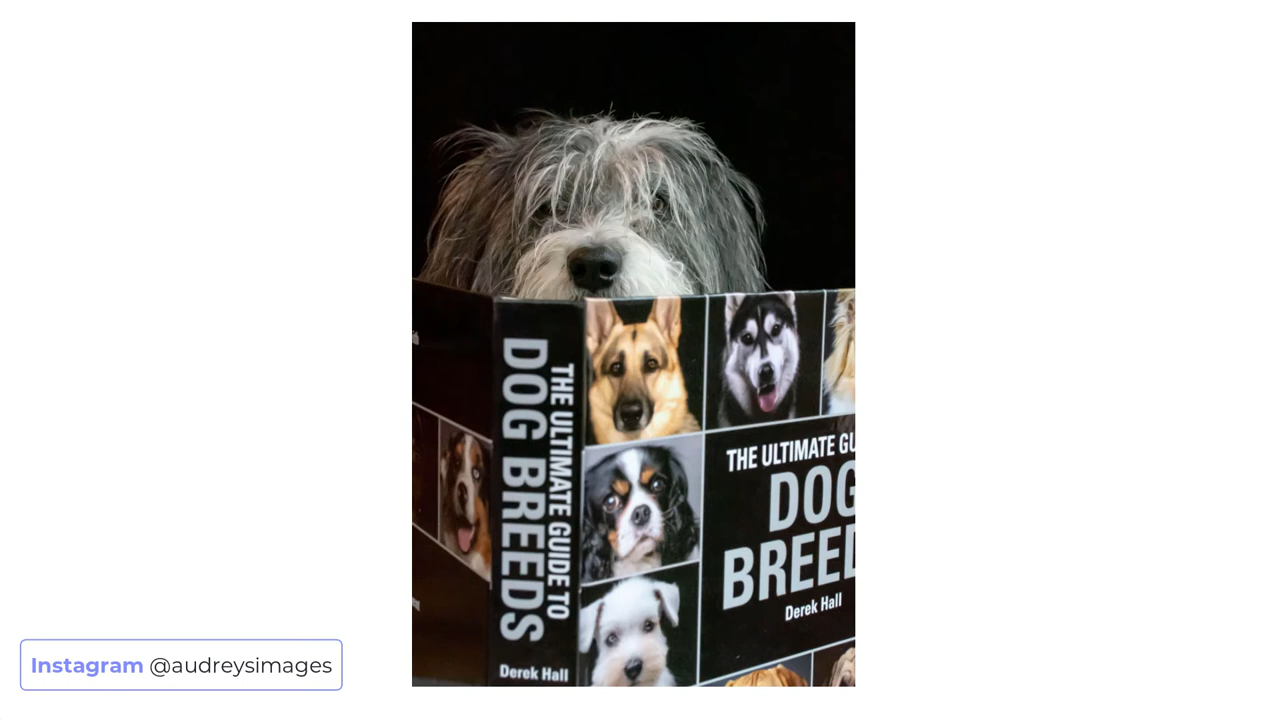 THE ULTIMATE GUIDE TO
DOG BREEDS
Derek Hall
THE ULTIMATE GU
DOG
BREED
Derek Hall
Instagram @audreysimages